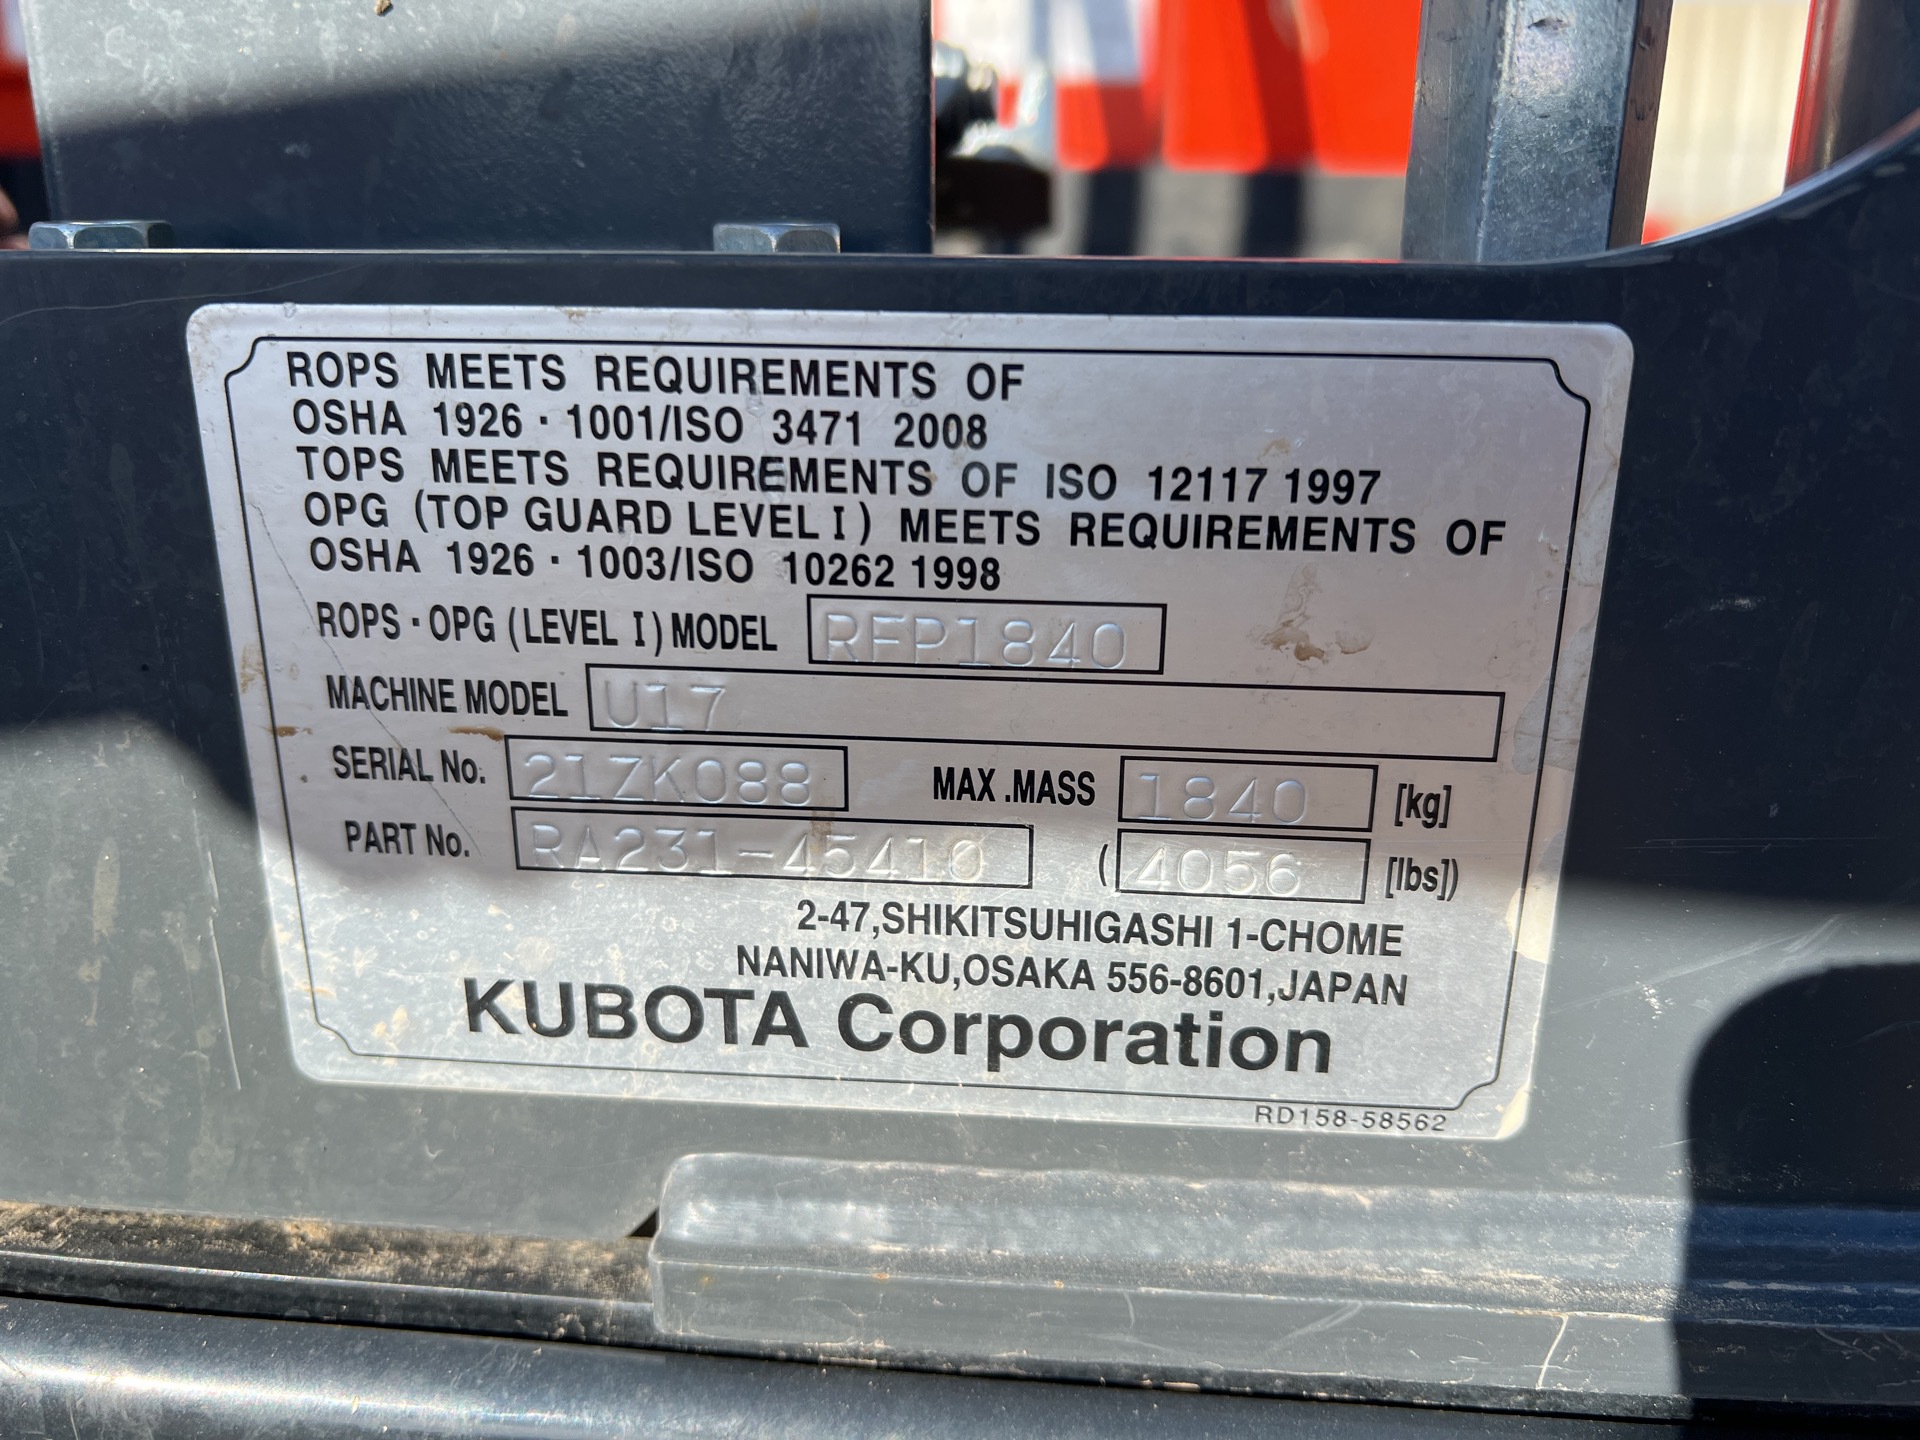 ROPS MEETS REQUIREMENTS OF
OSHA 1926・1001/ISO 3471 2008
TOPS MEETS REQUIREMENTS OF ISO 12117 1997
OPG (TOP GUARD LEVEL I) MEETS REQUIREMENTS OF
OSHA 1926・1003/ISO 10262 1998
ROPS・OPG (LEVEL I) MODEL RFP1840
MACHINE MODEL U17
SERIAL No. 21ZK088 MAX .MASS 1840 [kg]
PART No. RA231-45410 (4056 [lbs])
2-47,SHIKITSUHIGASHI 1-CHOME
NANIWA-KU,OSAKA 556-8601,JAPAN
KUBOTA Corporation
RD158-58562